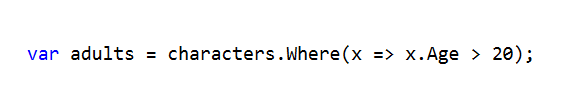 var adults = characters.Where(x => x.Age > 20);